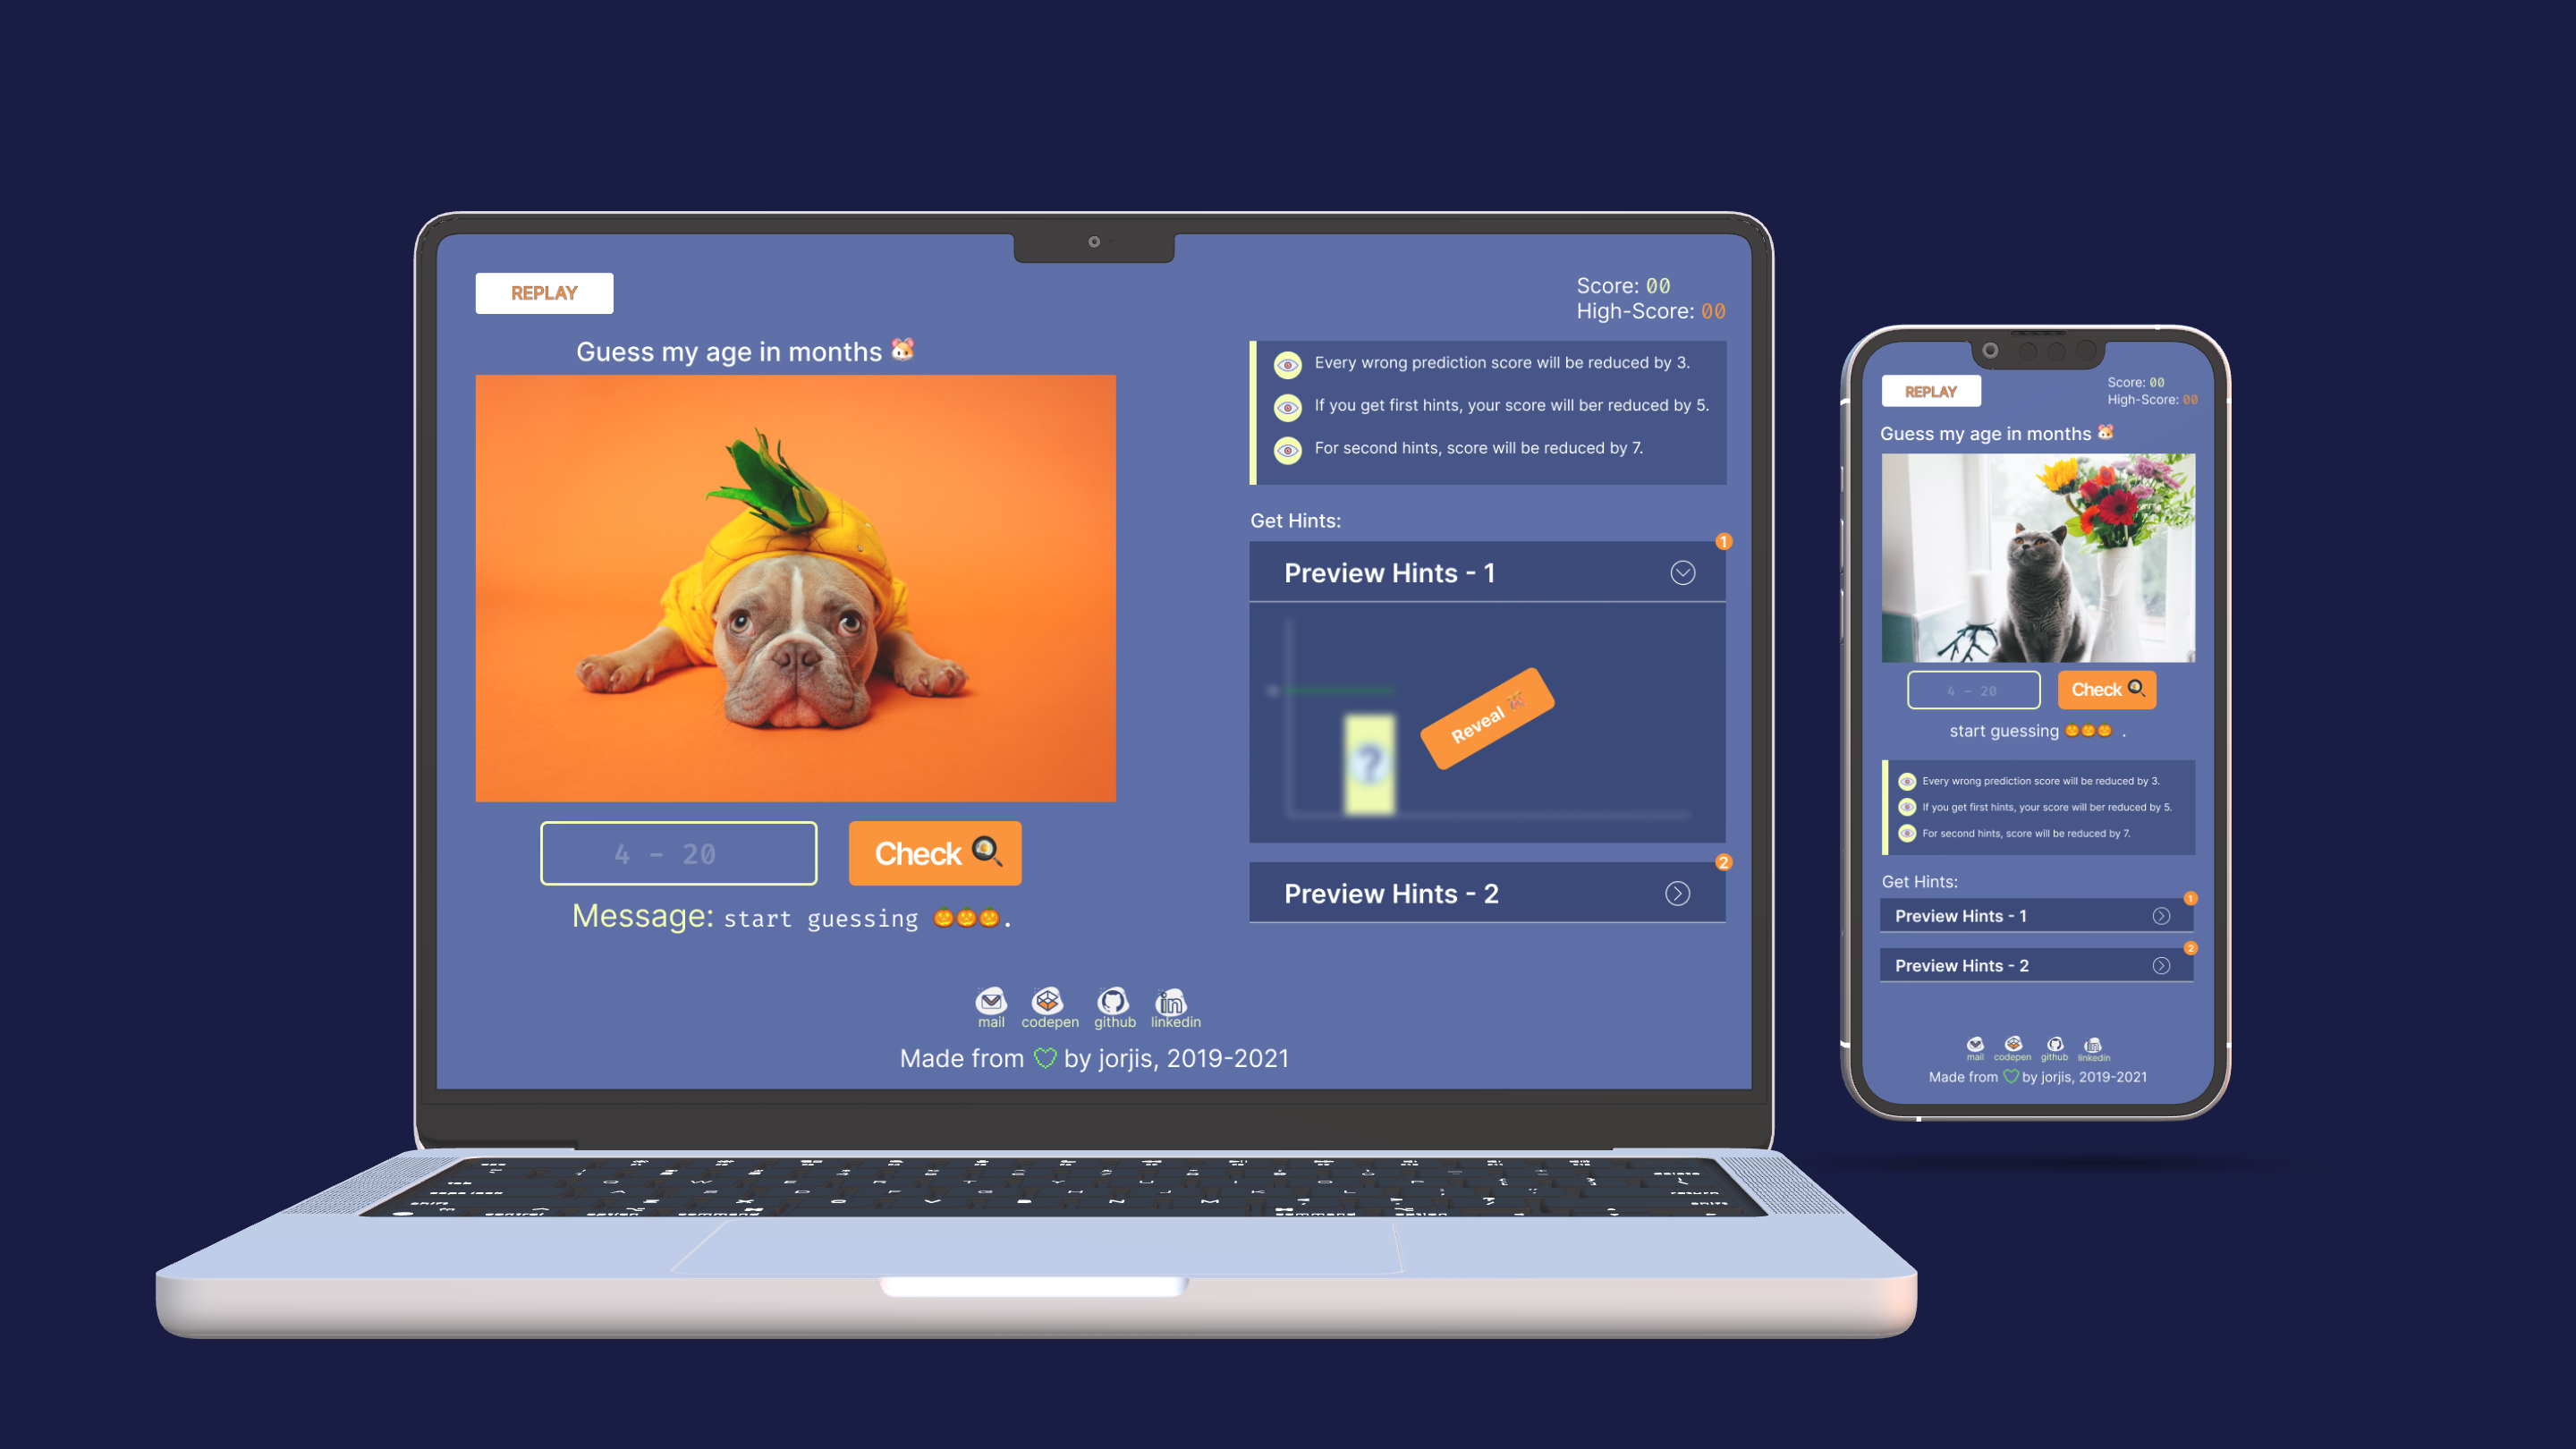 REPLAY
Score: 00
High-Score: 00
Guess my age in months
Every wrong prediction score will be reduced by 3.
If you get first hints, your score will ber reduced by 5.
For second hints, score will be reduced by 7.
Get Hints:
1
Preview Hints - 1
?
Reveal
2
Preview Hints - 2
4 - 20
Check
Message: start guessing .
mail codepen github linkedin
Made from by jorjis, 2019-2021
REPLAY
Score: 00
High-Score: 00
Guess my age in months
4 - 20
Check
start guessing .
Every wrong prediction score will be reduced by 3.
If you get first hints, your score will ber reduced by 5.
For second hints, score will be reduced by 7.
Get Hints:
1
Preview Hints - 1
2
Preview Hints - 2
mail codepen github linkedin
Made from by jorjis, 2019-2021